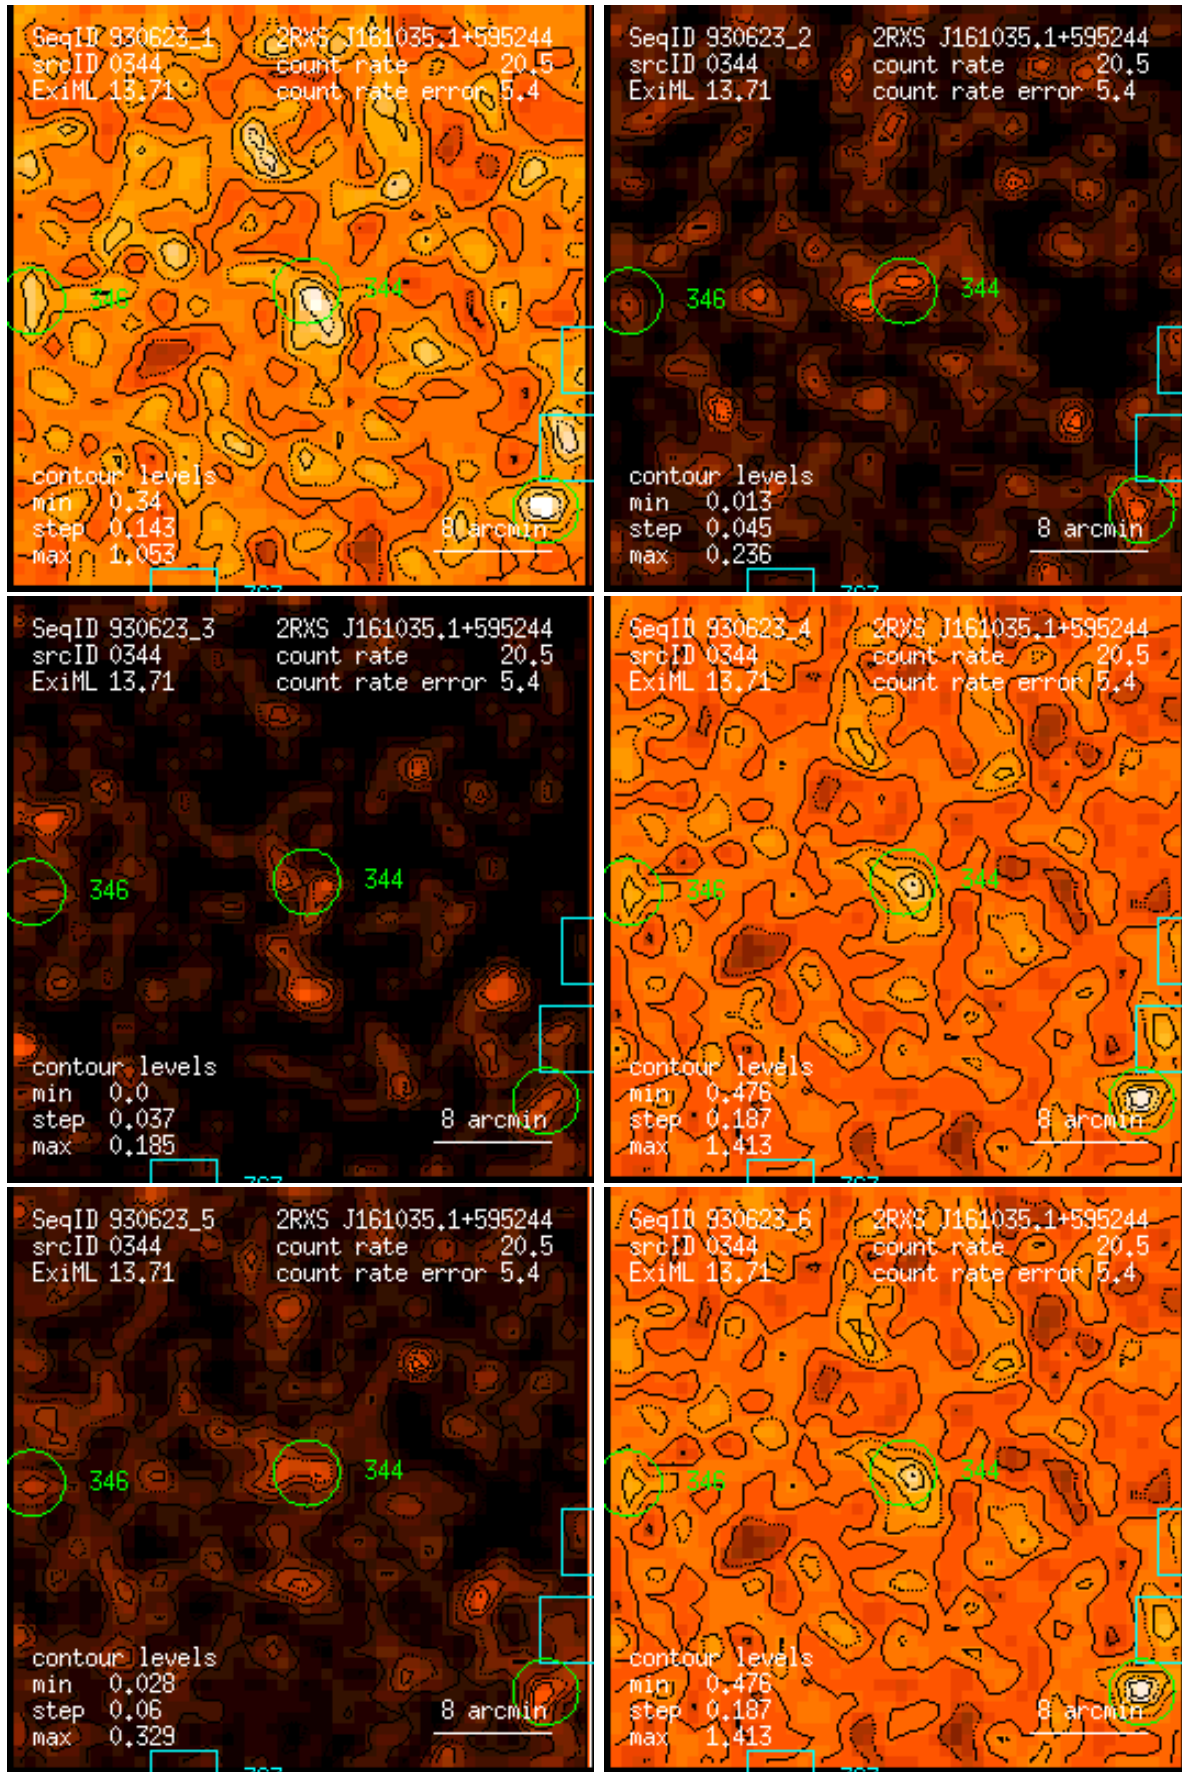 SeqID 930623_1 2RXS J161035.1+595244
srcID 0344 count rate 20.5
ExiML 13.71 count rate error 5.4
346
344
contour levels
min 0.34
step 0.143
max 1.053
8 arcmin
SeqID 930623_2 2RXS J161035.1+595244
srcID 0344 count rate 20.5
ExiML 13.71 count rate error 5.4
346
344
contour levels
min 0.013
step 0.045
max 0.236
8 arcmin
SeqID 930623_3 2RXS J161035.1+595244
srcID 0344 count rate 20.5
ExiML 13.71 count rate error 5.4
346
344
contour levels
min 0.0
step 0.037
max 0.185
8 arcmin
SeqID 930623_4 2RXS J161035.1+595244
srcID 0344 count rate 20.5
ExiML 13.71 count rate error 5.4
346
344
contour levels
min 0.476
step 0.187
max 1.413
8 arcmin
SeqID 930623_5 2RXS J161035.1+595244
srcID 0344 count rate 20.5
ExiML 13.71 count rate error 5.4
346
344
contour levels
min 0.028
step 0.06
max 0.329
8 arcmin
SeqID 930623_6 2RXS J161035.1+595244
srcID 0344 count rate 20.5
ExiML 13.71 count rate error 5.4
346
344
contour levels
min 0.476
step 0.187
max 1.413
8 arcmin